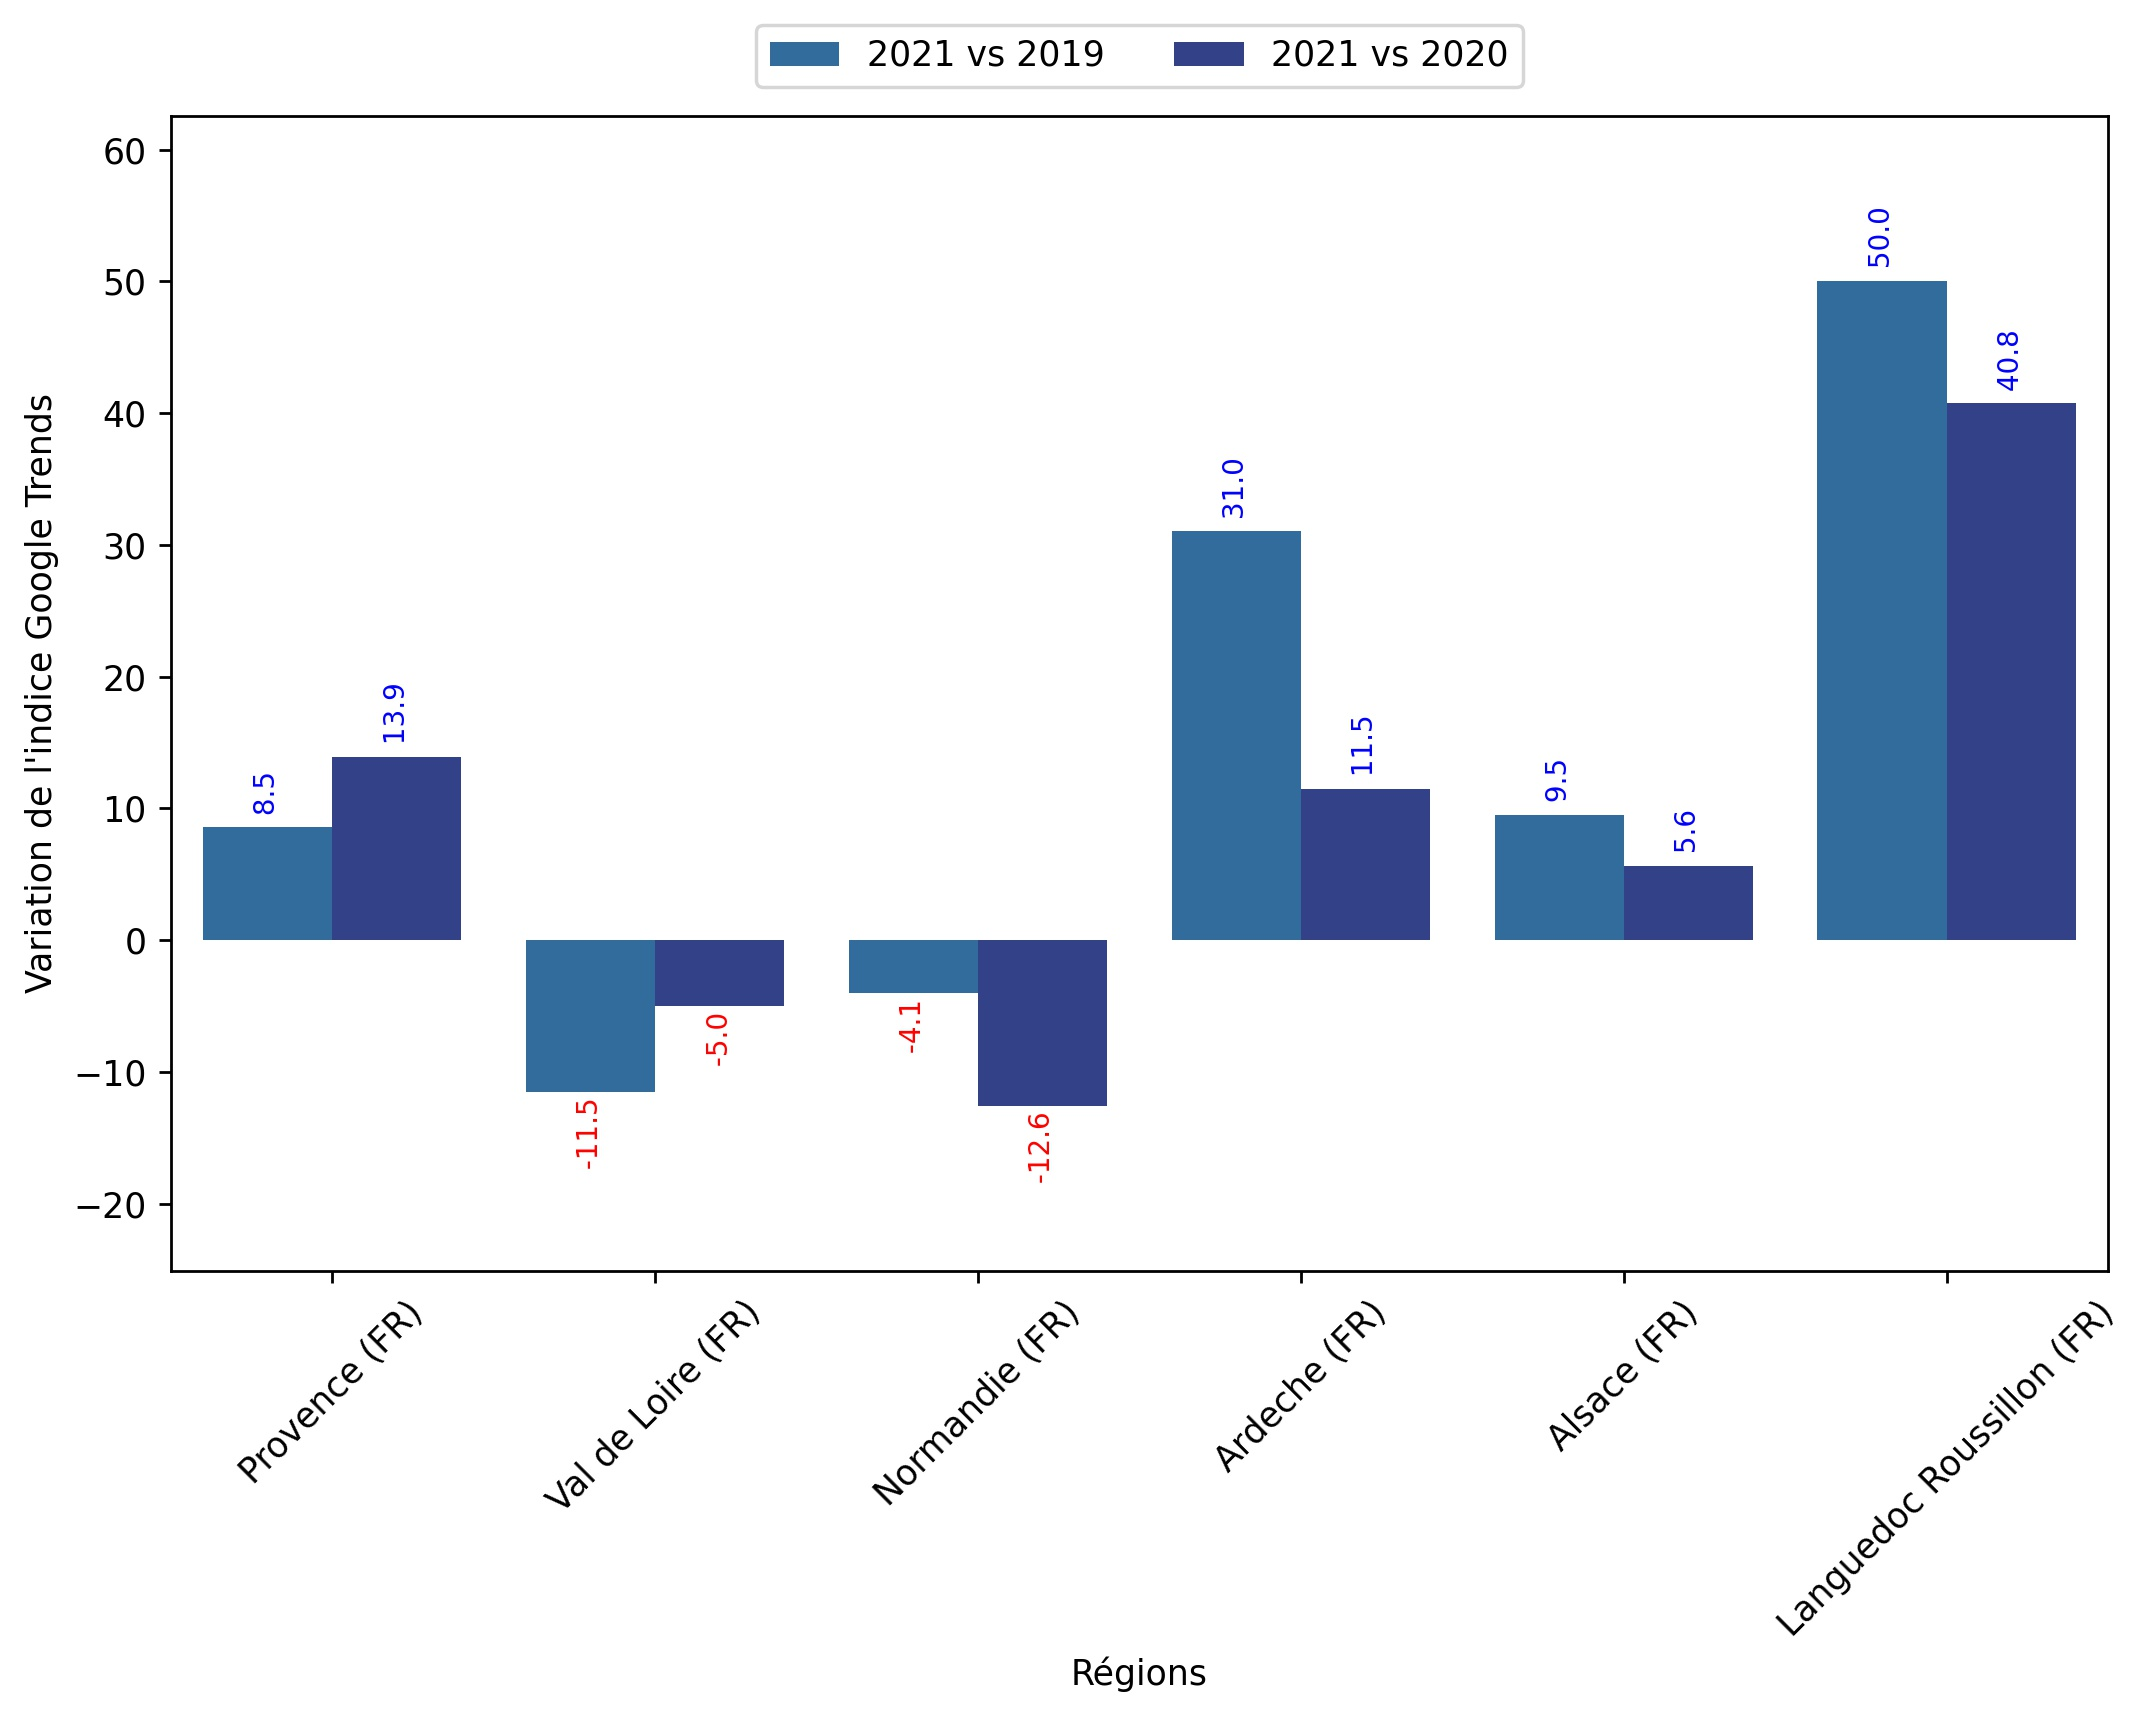 2021 vs 2019
2021 vs 2020
Variation de l'indice Google Trends
60
50
40
30
20
10
0
−10
−20
8.5
13.9
-11.5
-5.0
-4.1
-12.6
31.0
11.5
9.5
5.6
50.0
40.8
Provence (FR)
Val de Loire (FR)
Normandie (FR)
Ardeche (FR)
Alsace (FR)
Languedoc Roussillon (FR)
Régions